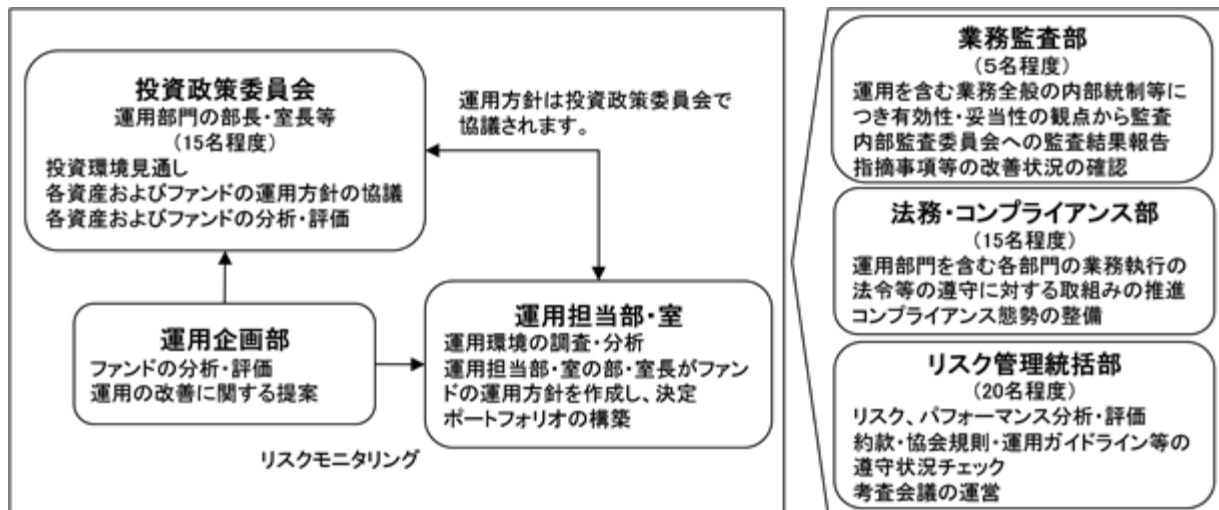 投資政策委員会
運用部門の部長・室長等
(15名程度)
投資環境見通し
各資産およびファンドの運用方針の協議
各資産およびファンドの分析・評価
運用方針は投資政策委員会で
協議されます。
運用企画部
ファンドの分析・評価
運用の改善に関する提案
運用担当部・室
運用環境の調査・分析
運用担当部・室の部・室長がファン
ドの運用方針を作成し、決定
ポートフォリオの構築
リスクモニタリング
業務監査部
(5名程度)
運用を含む業務全般の内部統制等に
つき有効性・妥当性の観点から監査
内部監査委員会への監査結果報告
指摘事項等の改善状況の確認
法務・コンプライアンス部
(15名程度)
運用部門を含む各部門の業務執行の
法令等の遵守に対する取組みの推進
コンプライアンス態勢の整備
リスク管理統括部
(20名程度)
リスク、パフォーマンス分析・評価
約款・協会規則・運用ガイドライン等の
遵守状況チェック
考査会議の運営